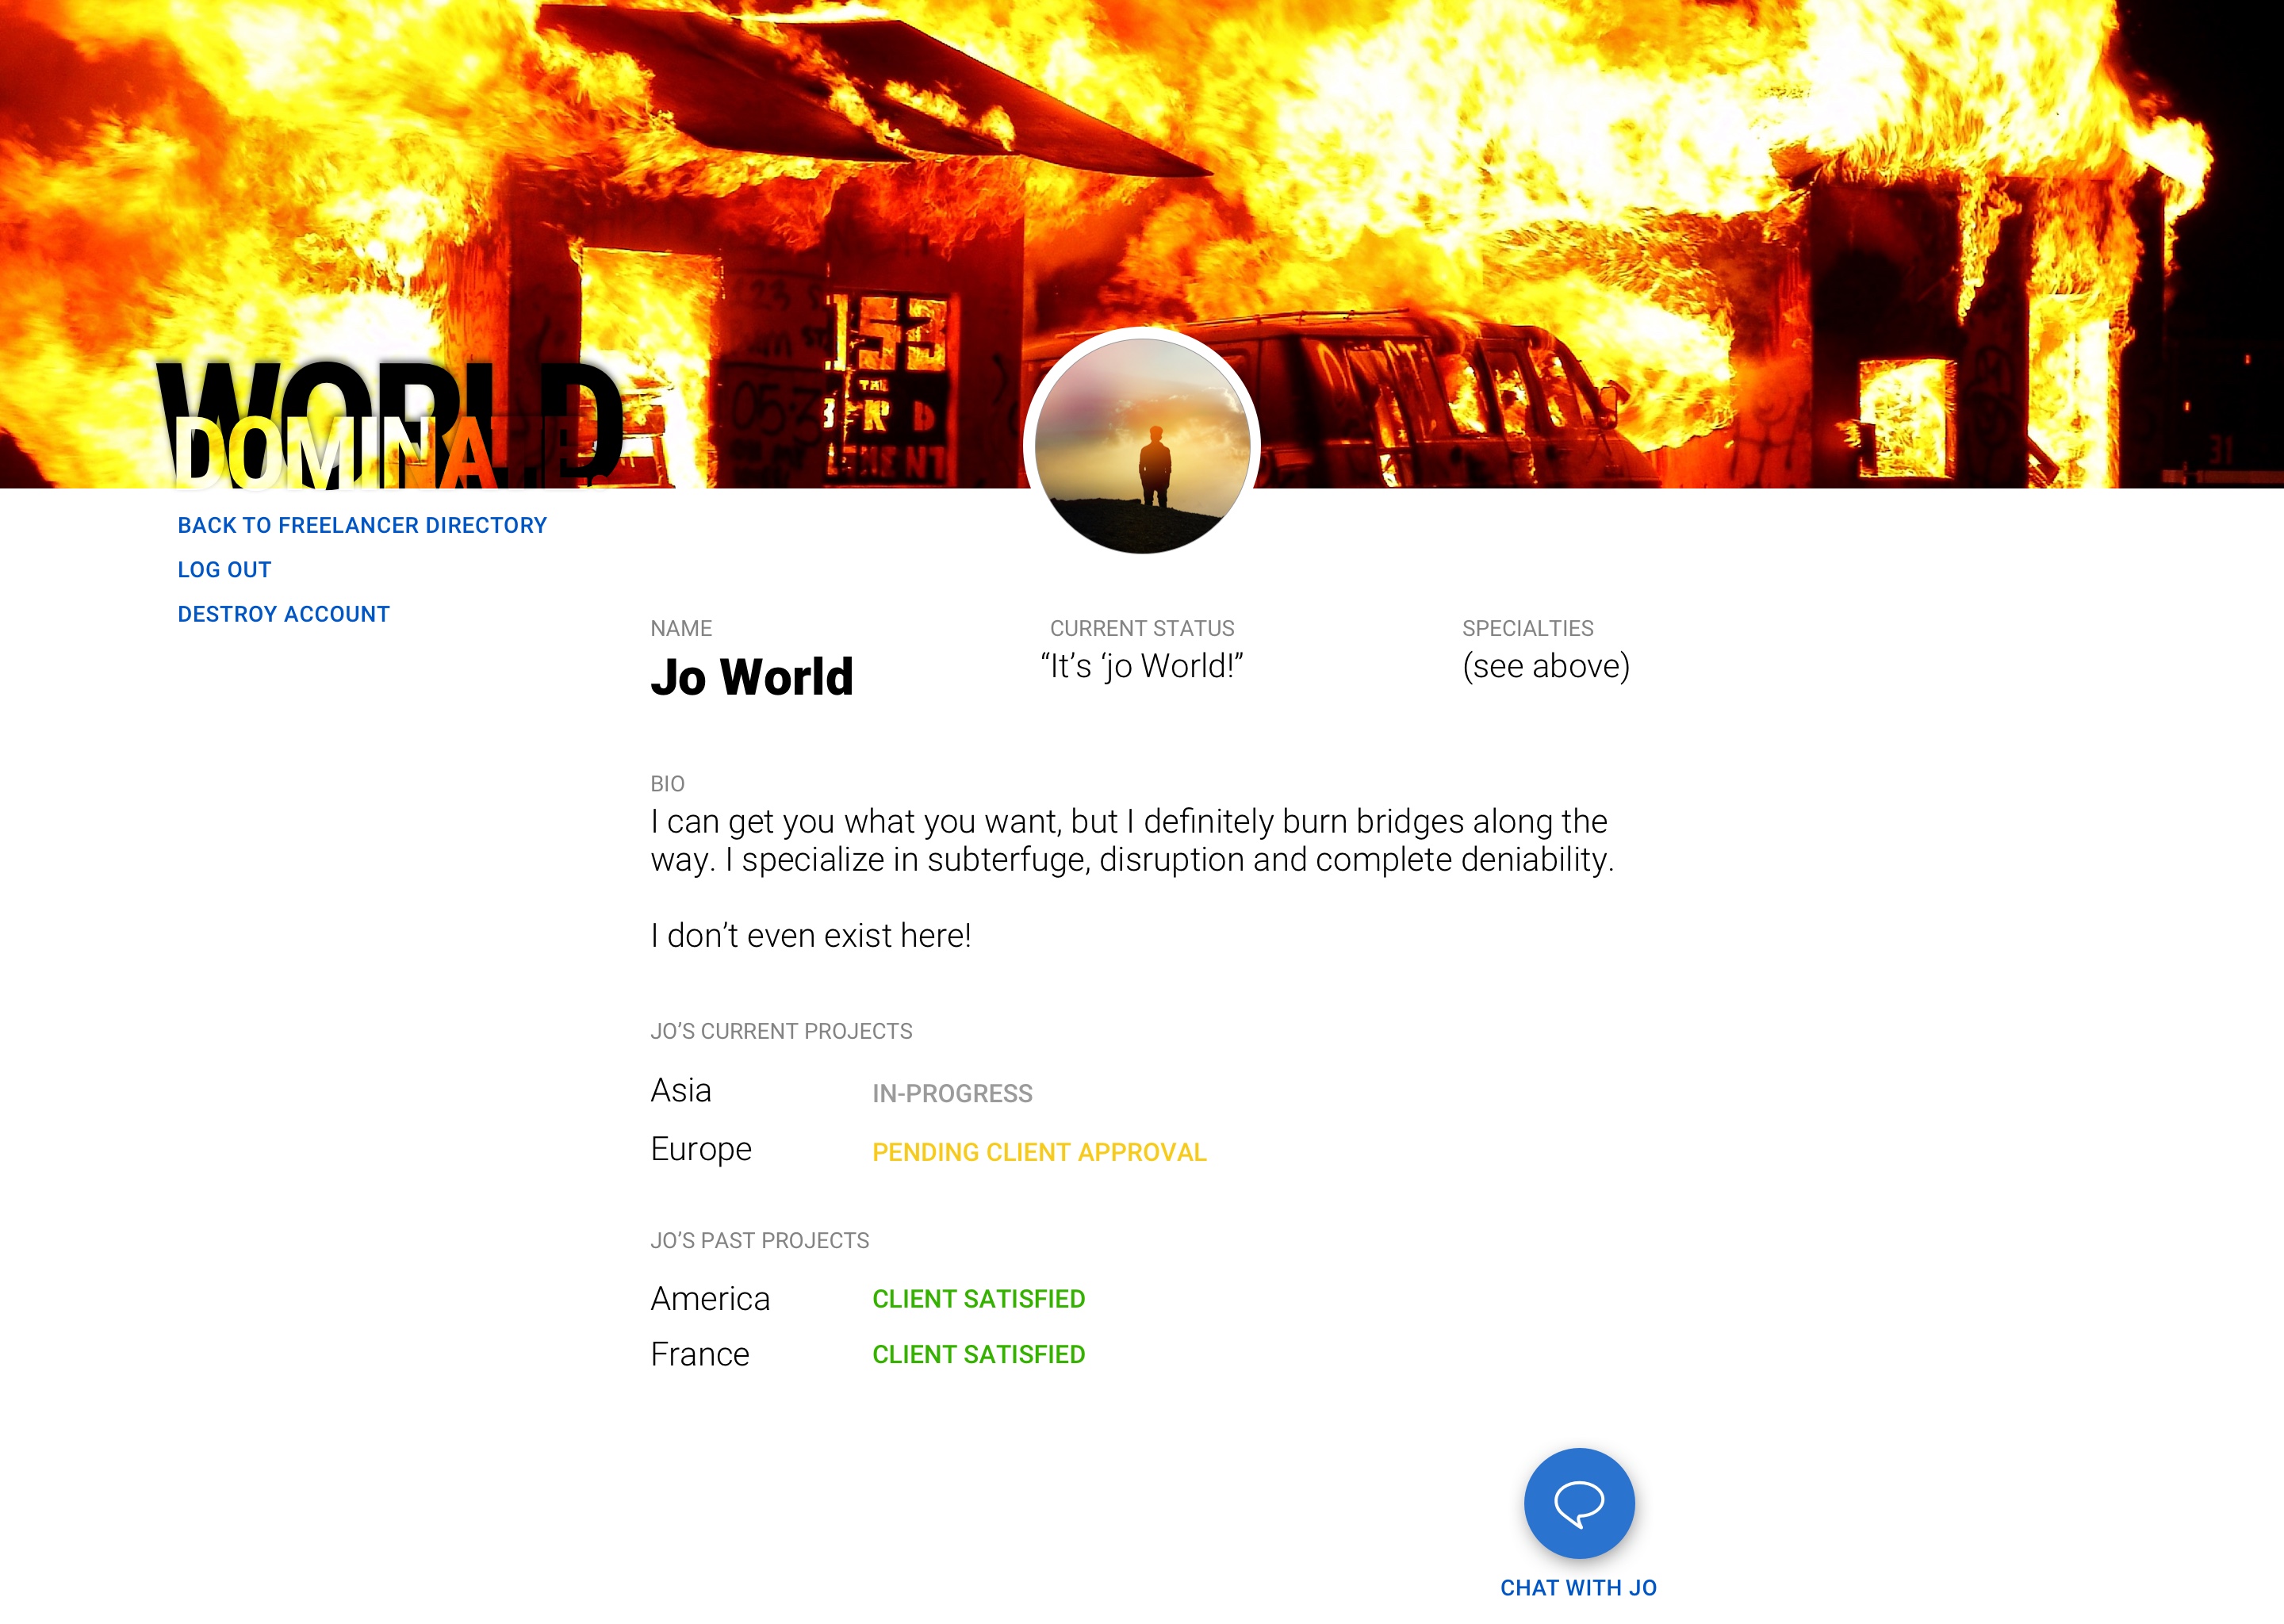 WORLD
DOMINATE
BACK TO FREELANCER DIRECTORY
LOG OUT
DESTROY ACCOUNT
NAME
Jo World
CURRENT STATUS
“It’s ‘jo World!”
SPECIALTIES
(see above)
BIO
I can get you what you want, but I definitely burn bridges along the
way. I specialize in subterfuge, disruption and complete deniability.
I don’t even exist here!
JO’S CURRENT PROJECTS
Asia IN-PROGRESS
Europe PENDING CLIENT APPROVAL
JO’S PAST PROJECTS
America CLIENT SATISFIED
France CLIENT SATISFIED
CHAT WITH JO